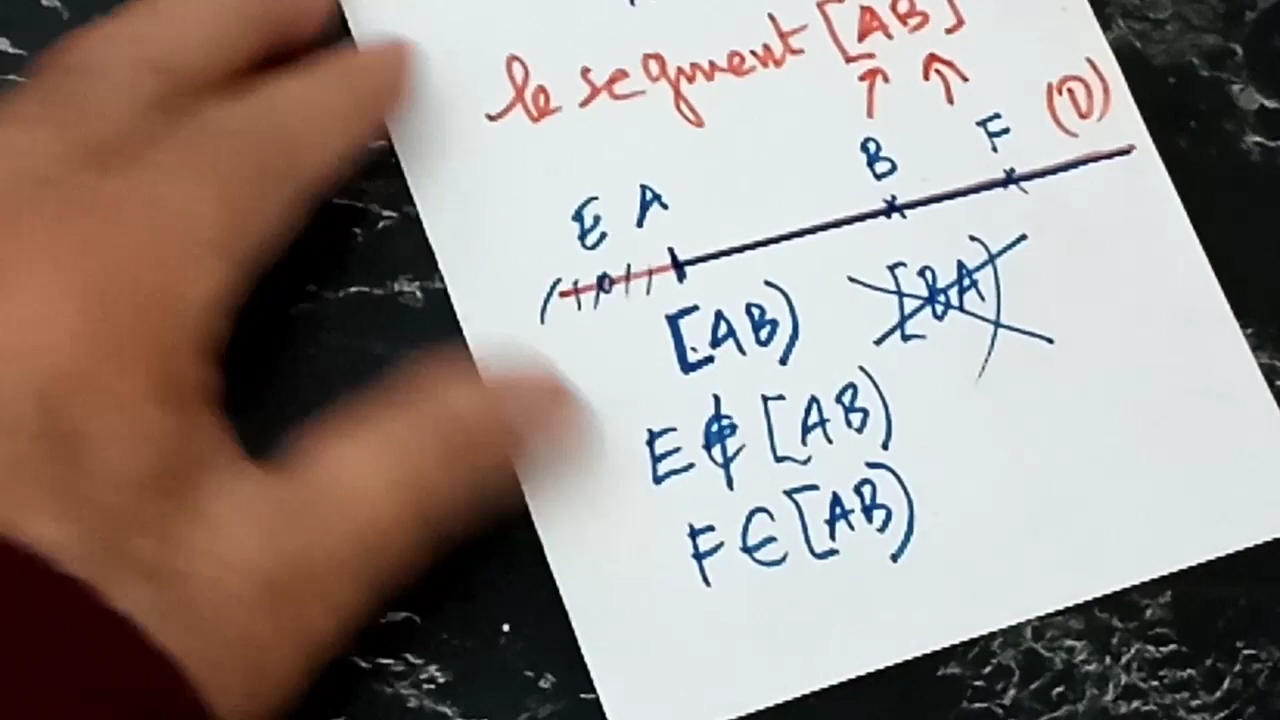 le segment [AB]
(D)
E A B F
[AB) [BA)
E ∉ [AB)
F ∈ [AB)